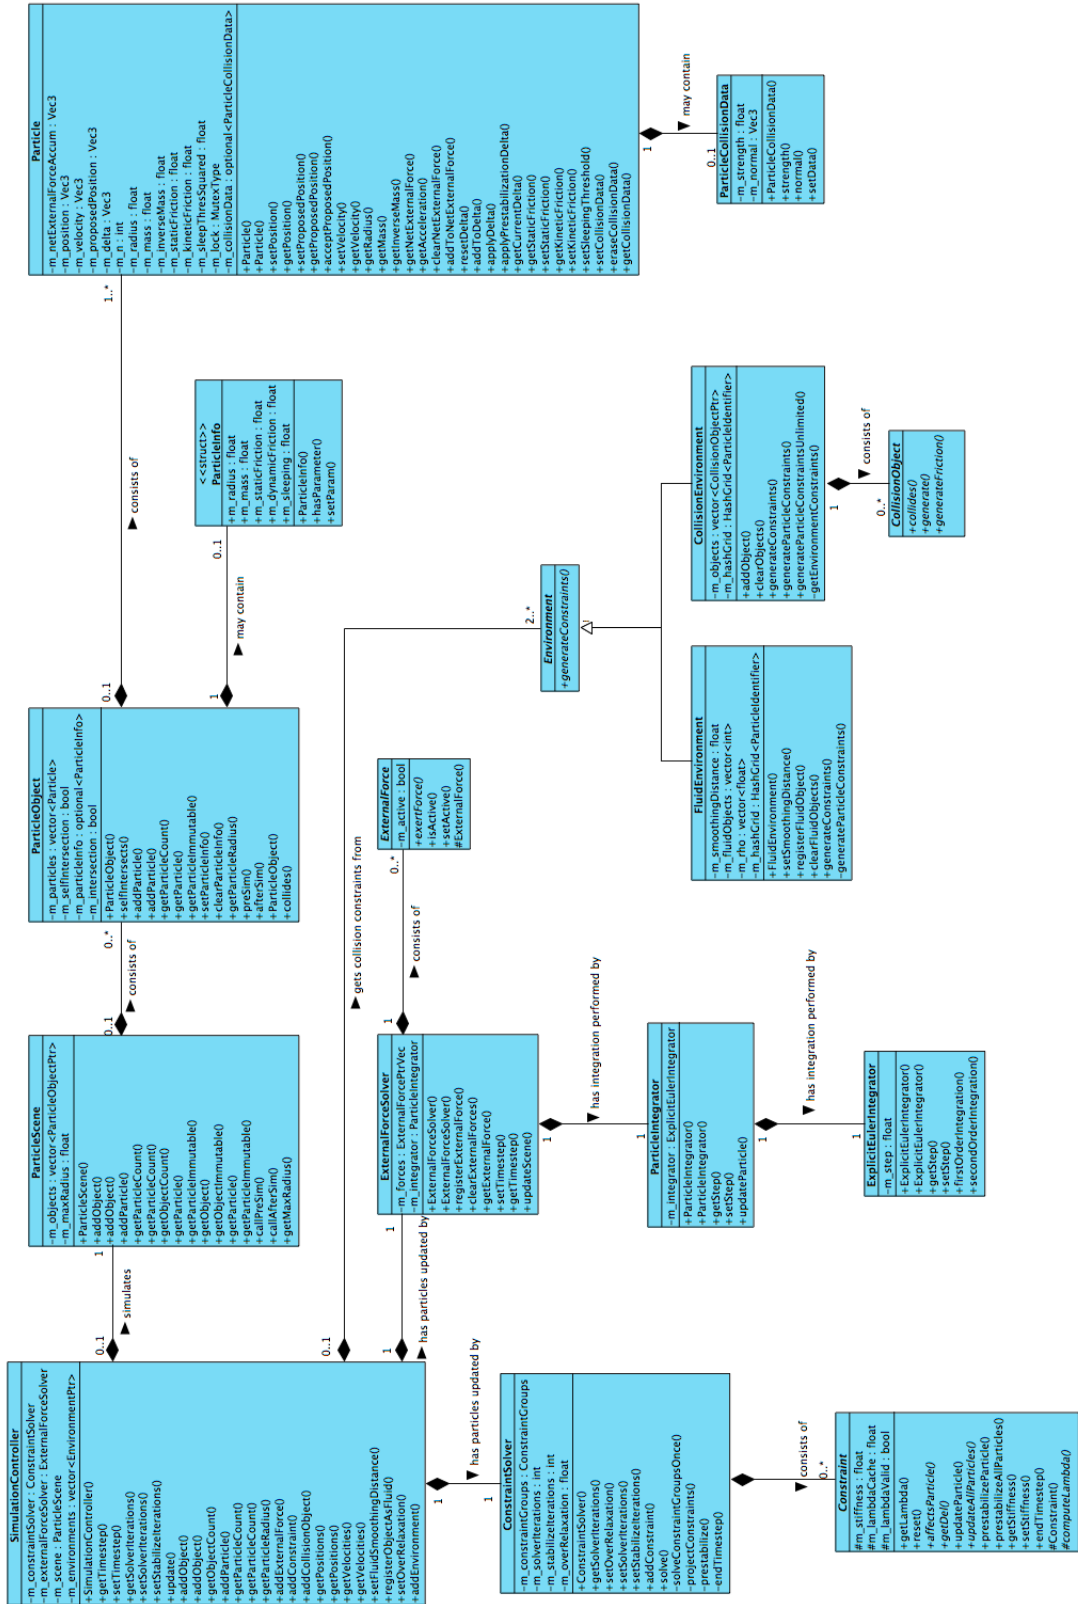 SimulationController
-m_constraintSolver : ConstraintSolver
-m_externalForceSolver : ExternalForceSolver
-m_scene : ParticleScene
-m_environments : vector<EnvironmentPtr>
+SimulationController()
+getTimestep()
+setTimestep()
+getSolverIterations()
+setSolverIterations()
+setStabilizeIterations()
+update()
+addObject()
+addObject()
+getObjectCount()
+addParticle()
+getParticleCount()
+getParticleCount()
+getParticleRadius()
+addExternalForce()
+addConstraint()
+addCollisionObject()
+getPositions()
+getPositions()
+getVelocities()
+getVelocities()
+setFluidSmoothingDistance()
+registerObjectAsFluid()
+setOverRelaxation()
+addEnvironment()
0..1
simulates
1
ParticleScene
-m_objects : vector<ParticleObjectPtr>
-m_maxRadius : float
+ParticleScene()
+addObject()
+addObject()
+addParticle()
+getParticleCount()
+getParticleCount()
+getObjectCount()
+getParticle()
+getParticleImmutable()
+getObject()
+getObjectImmutable()
+getParticle()
+getParticleImmutable()
+callPreSim()
+callAfterSim()
+getMaxRadius()
0..1
consists of
0..*
ParticleObject
-m_particles : vector<Particle>
-m_selfIntersection : bool
-m_particleInfo : optional<ParticleInfo>
-m_intersection : bool
+ParticleObject()
+selfIntersects()
+addParticle()
+addParticle()
+getParticleCount()
+getParticle()
+getParticleImmutable()
+setParticleInfo()
+clearParticleInfo()
+getParticleRadius()
+preSim()
+afterSim()
+ParticleObject()
+collides()
0..1
consists of
1..*
1
may contain
0..1
<<struct>>
ParticleInfo
+m_radius : float
+m_mass : float
+m_staticFriction : float
+m_dynamicFriction : float
+m_sleeping : float
+ParticleInfo()
+hasParameter()
+setParam()
Particle
-m_netExternalForceAccum : Vec3
-m_position : Vec3
-m_velocity : Vec3
-m_proposedPosition : Vec3
-m_delta : Vec3
-m_n : int
-m_radius : float
-m_mass : float
-m_inverseMass : float
-m_staticFriction : float
-m_kineticFriction : float
-m_sleepThresSquared : float
-m_lock : MutexType
-m_collisionData : optional<ParticleCollisionData>
+Particle()
+Particle()
+setPosition()
+getPosition()
+setProposedPosition()
+getProposedPosition()
+acceptProposedPosition()
+setVelocity()
+getVelocity()
+getRadius()
+getMass()
+getInverseMass()
+getNetExternalForce()
+getAcceleration()
+clearNetExternalForce()
+addToNetExternalForce()
+resetDelta()
+addToDelta()
+applyDelta()
+applyPrestabilizationDelta()
+getCurrentDelta()
+getStaticFriction()
+setStaticFriction()
+getKineticFriction()
+setKineticFriction()
+setSleepingThreshold()
+setCollisionData()
+eraseCollisionData()
+getCollisionData()
1
may contain
0..1
ParticleCollisionData
-m_strength : float
-m_normal : Vec3
+ParticleCollisionData()
+strength()
+normal()
+setData()
0..1
gets collision constraints from
2..*
Environment
+generateConstraints()
FluidEnvironment
-m_smoothingDistance : float
-m_fluidObjects : vector<int>
-m_rho : vector<float>
-m_hashGrid : HashGrid<ParticleIdentifier>
+FluidEnvironment()
+setSmoothingDistance()
+registerFluidObject()
+clearFluidObjects()
+generateConstraints()
-generateParticleConstraints()
CollisionEnvironment
-m_objects : vector<CollisionObjectPtr>
-m_hashGrid : HashGrid<ParticleIdentifier>
+addObject()
+clearObjects()
+generateConstraints()
+generateParticleConstraints()
+generateParticleConstraintsUnlimited()
-getEnvironmentConstraints()
1
consists of
0..*
CollisionObject
+collides()
+generate()
+generateFriction()
1
has particles updated by
1
ExternalForceSolver
-m_forces : ExternalForcePtrVec
-m_integrator : ParticleIntegrator
+ExternalForceSolver()
+ExternalForceSolver()
+registerExternalForce()
+clearExternalForces()
+getExternalForce()
+setTimestep()
+getTimestep()
+updateScene()
1
consists of
0..*
ExternalForce
-m_active : bool
+exertForce()
+isActive()
+setActive()
#ExternalForce()
1
has integration performed by
1
ParticleIntegrator
-m_integrator : ExplicitEulerIntegrator
+ParticleIntegrator()
+ParticleIntegrator()
+getStep()
+setStep()
+updateParticle()
1
has integration performed by
1
ExplicitEulerIntegrator
-m_step : float
+ExplicitEulerIntegrator()
+ExplicitEulerIntegrator()
+getStep()
+setStep()
+firstOrderIntegration()
+secondOrderIntegration()
1
has particles updated by
1
ConstraintSolver
-m_constraintGroups : ConstraintGroups
-m_solverIterations : int
-m_stabilizeIterations : int
-m_overRelaxation : float
+ConstraintSolver()
+getSolverIterations()
+setOverRelaxation()
+setSolverIterations()
+setStabilizeIterations()
+addConstraint()
+solve()
-solveConstraintGroupsOnce()
-projectConstraints()
-prestabilize()
-endTimestep()
consists of
0..*
Constraint
#m_stiffness : float
#m_lambdaCache : float
#m_lambdaValid : bool
+getLambda()
+reset()
+affectsParticle()
+getDel()
+updateParticle()
+updateAllParticles()
+prestabilizeParticle()
+prestabilizeAllParticles()
+getStiffness()
+setStiffness()
+endTimestep()
#Constraint()
#computeLambda()